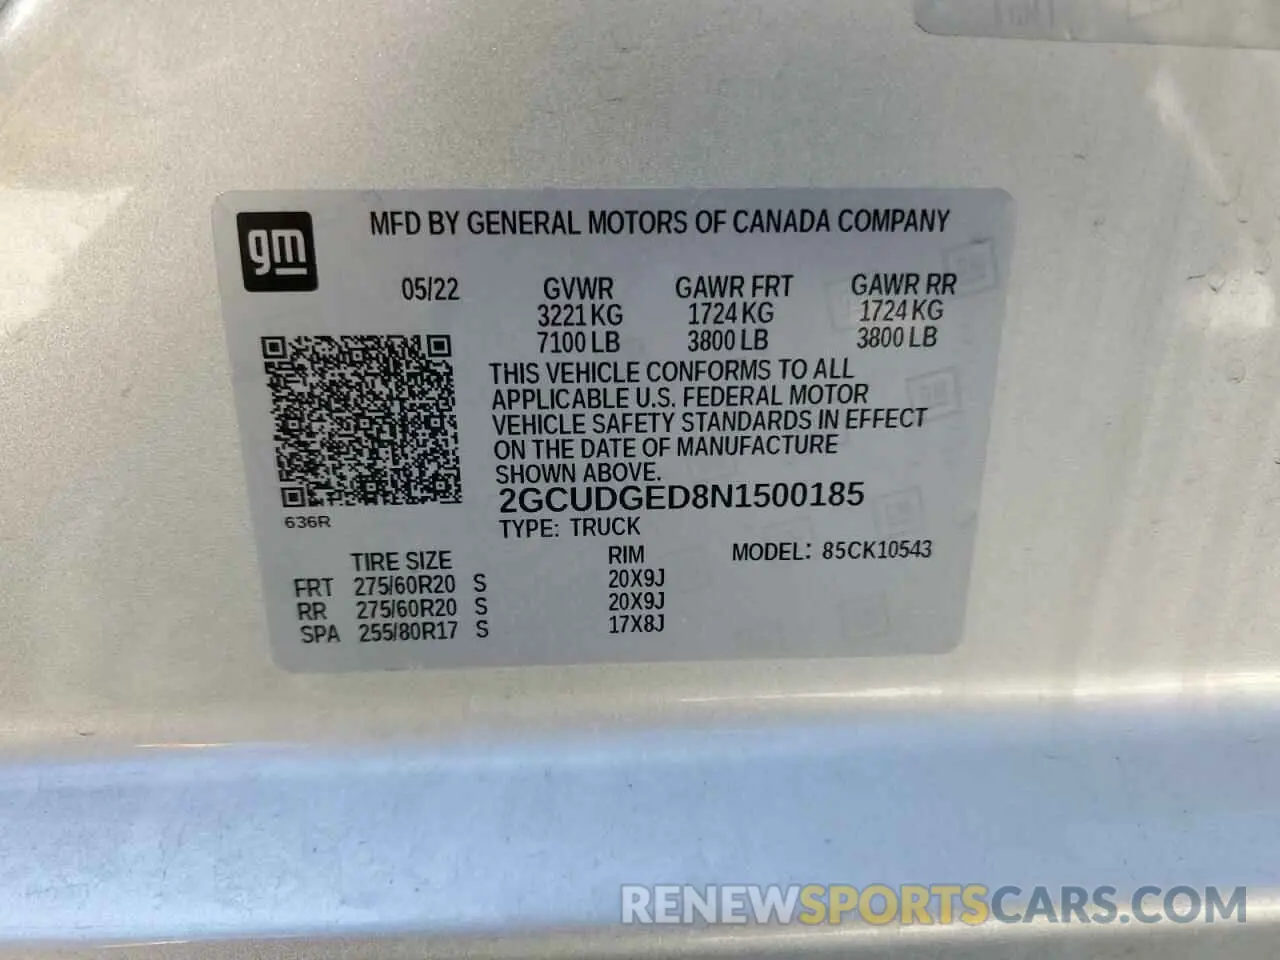 gm
MFD BY GENERAL MOTORS OF CANADA COMPANY
05/22 GVWR GAWR FRT GAWR RR
3221 KG 1724 KG 1724 KG
7100 LB 3800 LB 3800 LB
THIS VEHICLE CONFORMS TO ALL
APPLICABLE U.S. FEDERAL MOTOR
VEHICLE SAFETY STANDARDS IN EFFECT
ON THE DATE OF MANUFACTURE
SHOWN ABOVE.
2GCUDGED8N1500185
636R
TYPE: TRUCK
TIRE SIZE RIM MODEL: 85CK10543
FRT 275/60R20 S 20X9J
RR 275/60R20 S 20X9J
SPA 255/80R17 S 17X8J
RENEWSPORTSCARS.COM